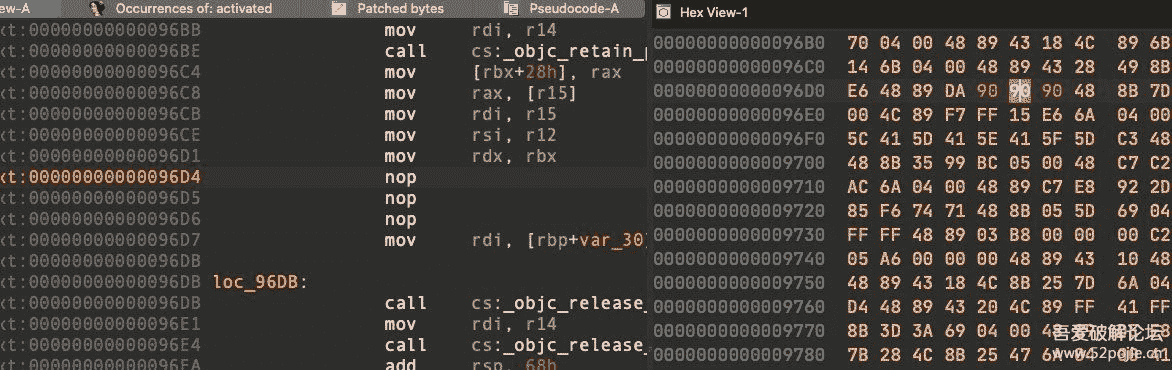 ew-A Occurrences of: activated Patched bytes Pseudocode-A
xt:00000000000096BB mov rdi, r14
xt:00000000000096BE call cs:_objc_retain_p
xt:00000000000096C4 mov [rbx+28h], rax
xt:00000000000096C8 mov rax, [r15]
xt:00000000000096CB mov rdi, r15
xt:00000000000096CE mov rsi, r12
xt:00000000000096D1 mov rdx, rbx
xt:00000000000096D4 nop
xt:00000000000096D5 nop
xt:00000000000096D6 nop
xt:00000000000096D7 mov rdi, [rbp+var_30]
xt:00000000000096DB
xt:00000000000096DB loc_96DB:
xt:00000000000096DB call cs:_objc_release_
xt:00000000000096E1 mov rdi, r14
xt:00000000000096E4 call cs:_objc_release_
xt:00000000000096EA add rsp, 68h
Hex View-1
00000000000096B0 70 04 00 48 89 43 18 4C 89 6B
00000000000096C0 14 6B 04 00 48 89 43 28 49 8B
00000000000096D0 E6 48 89 DA 90 90 90 48 8B 7D
00000000000096E0 00 4C 89 F7 FF 15 E6 6A 04 00
00000000000096F0 5C 41 5D 41 5E 41 5F 5D C3 48
0000000000009700 48 8B 35 99 BC 05 00 48 C7 C2
0000000000009710 AC 6A 04 00 48 89 C7 E8 92 2D
0000000000009720 85 F6 74 71 48 8B 05 5D 69 04
0000000000009730 FF FF 48 89 03 B8 00 00 00 C2
0000000000009740 05 A6 00 00 00 48 89 43 10 48
0000000000009750 48 89 43 18 4C 8B 25 7D 6A 04
0000000000009760 D4 48 89 43 20 4C 89 FF 41 FF
0000000000009770 8B 3D 3A 69 04 00
0000000000009780 7B 28 4C 8B 25 47 6A
吾爱破解论坛
www.52pojie.cn